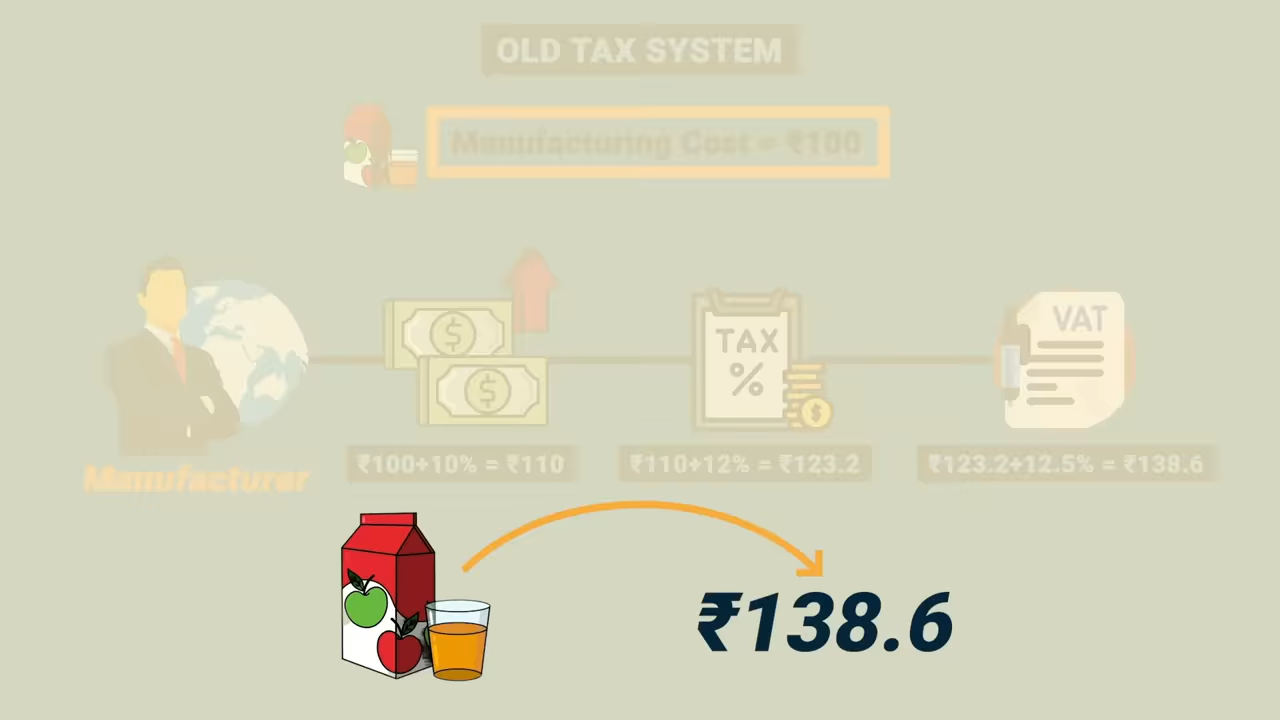 OLD TAX SYSTEM
Manufacturing Cost = ₹100
$
$
TAX
%
$
VAT
Manufacturer
₹100+10% = ₹110
₹110+12% = ₹123.2
₹123.2+12.5% = ₹138.6
₹138.6